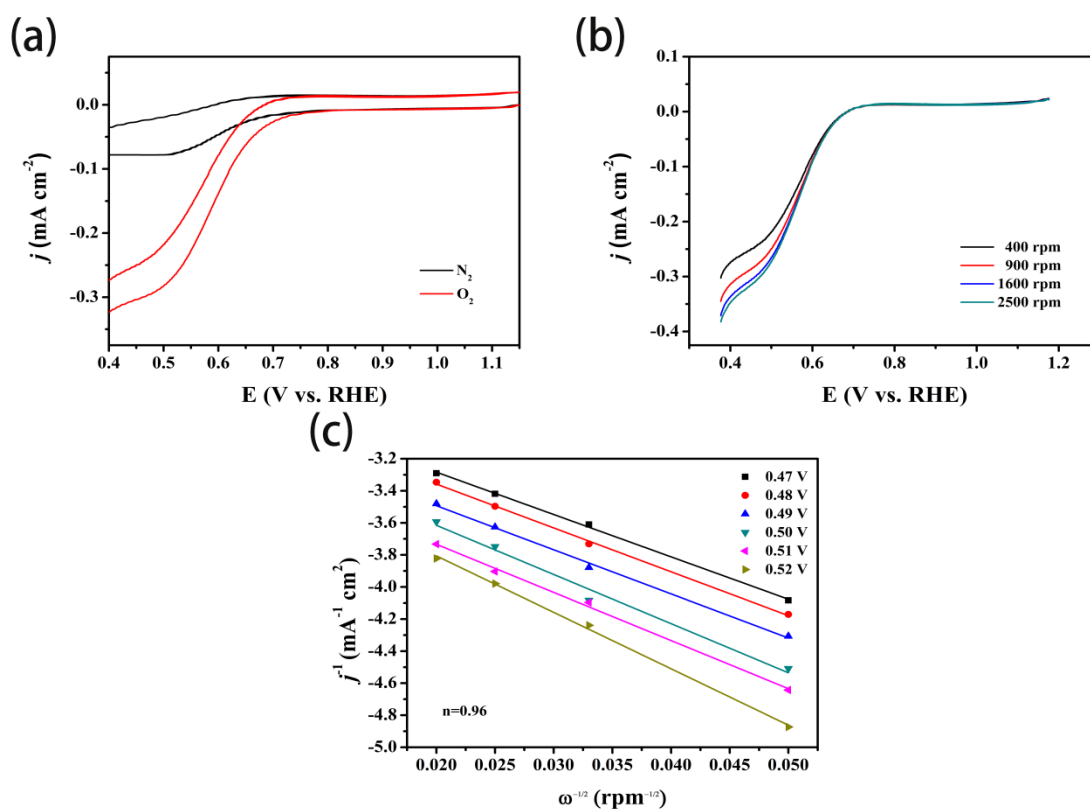 (a)
0.0
-0.1
-0.2
-0.3
j (mA cm⁻²)
N₂
O₂
0.4 0.5 0.6 0.7 0.8 0.9 1.0 1.1
E (V vs. RHE)
(b)
0.1
0.0
-0.1
-0.2
-0.3
-0.4
j (mA cm⁻²)
400 rpm
900 rpm
1600 rpm
2500 rpm
0.4 0.6 0.8 1.0 1.2
E (V vs. RHE)
(c)
-3.2
-3.4
-3.6
-3.8
-4.0
-4.2
-4.4
-4.6
-4.8
-5.0
j⁻¹ (mA⁻¹ cm²)
0.47 V
0.48 V
0.49 V
0.50 V
0.51 V
0.52 V
n=0.96
0.020 0.025 0.030 0.035 0.040 0.045 0.050
ω⁻¹/² (rpm⁻¹/²)